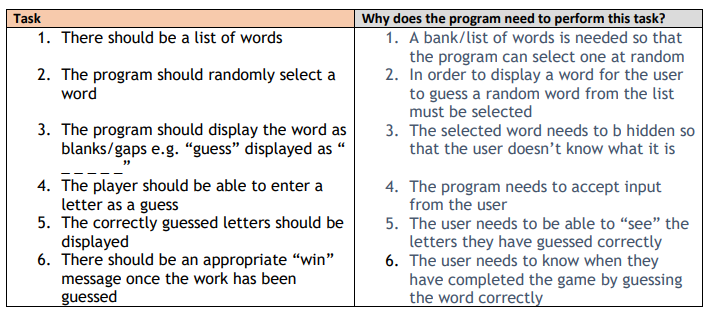 Task
1. There should be a list of words
2. The program should randomly select a
word
3. The program should display the word as
blanks/gaps e.g. “guess” displayed as “
_ _ _ _ _”
4. The player should be able to enter a
letter as a guess
5. The correctly guessed letters should be
displayed
6. There should be an appropriate “win”
message once the work has been
guessed
Why does the program need to perform this task?
1. A bank/list of words is needed so that
the program can select one at random
2. In order to display a word for the user
to guess a random word from the list
must be selected
3. The selected word needs to b hidden so
that the user doesn’t know what it is
4. The program needs to accept input
from the user
5. The user needs to be able to “see” the
letters they have guessed correctly
6. The user needs to know when they
have completed the game by guessing
the word correctly